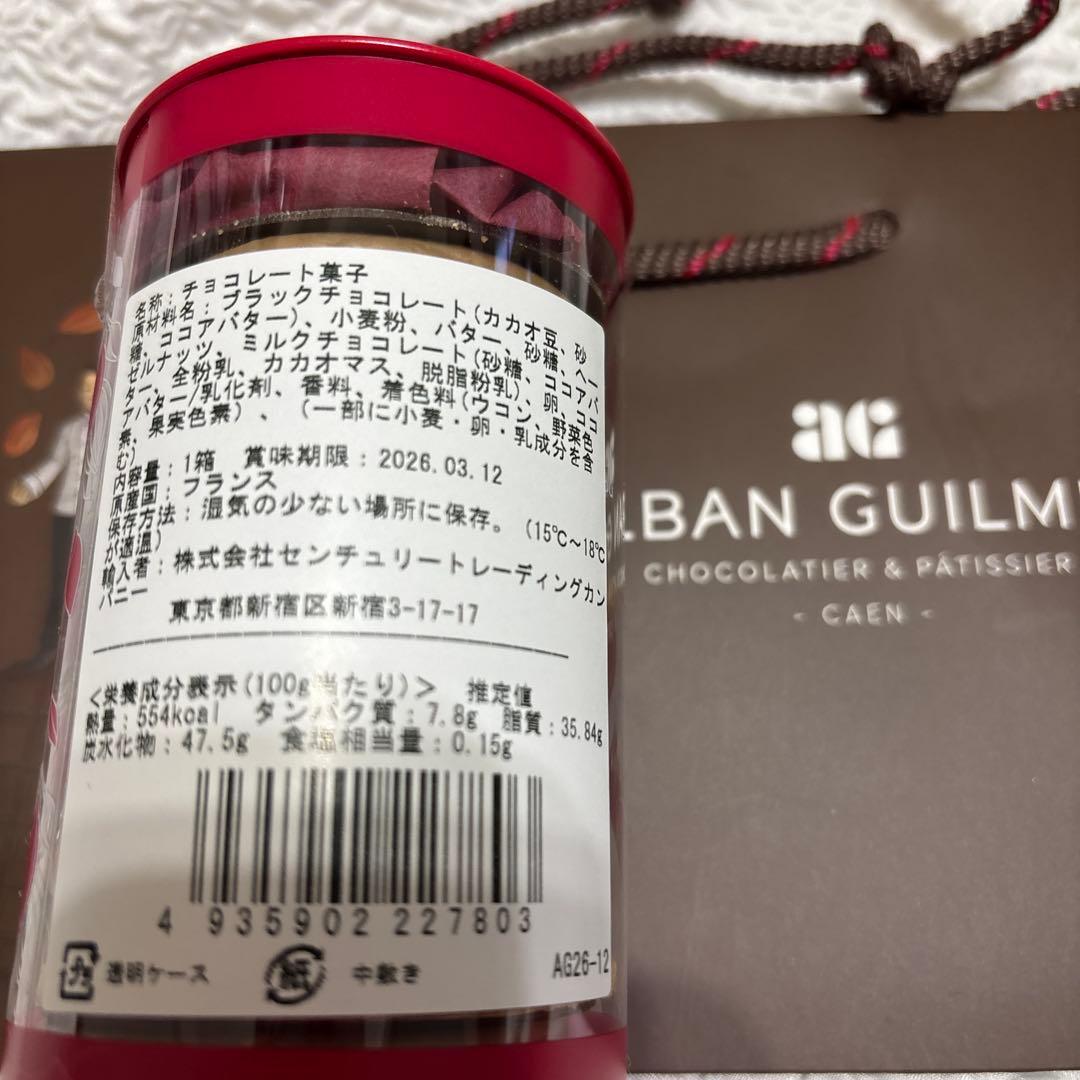 名称：チョコレート菓子
原材料名：ブラックチョコレート(カカオ豆、砂
糖、ココアバター)、小麦粉、バター、砂糖、ヘー
ゼルナッツ、ミルクチョコレート(砂糖、ココアバ
ター、全粉乳、カカオマス、脱脂粉乳)、卵、ココ
アバター/乳化剤、香料、着色料(ウコン、野菜色
素、果実色素)、(一部に小麦・卵・乳成分を含
む)
内容量：1箱 賞味期限：2026.03.12
原産国：フランス
保存方法：湿気の少ない場所に保存。(15℃～18℃
が適温)
輸入者：株式会社センチュリートレーディングカン
パニー
東京都新宿区新宿3-17-17
<栄養成分表示(100g当たり)> 推定値
熱量：554kcal タンパク質：7.8g 脂質：35.84g
炭水化物：47.5g 食塩相当量：0.15g
4 935902 227803
プラ 透明ケース 紙 中敷き AG26-12
ag
LBAN GUILM
CHOCOLATIER & PÂTISSIER
- CAEN -